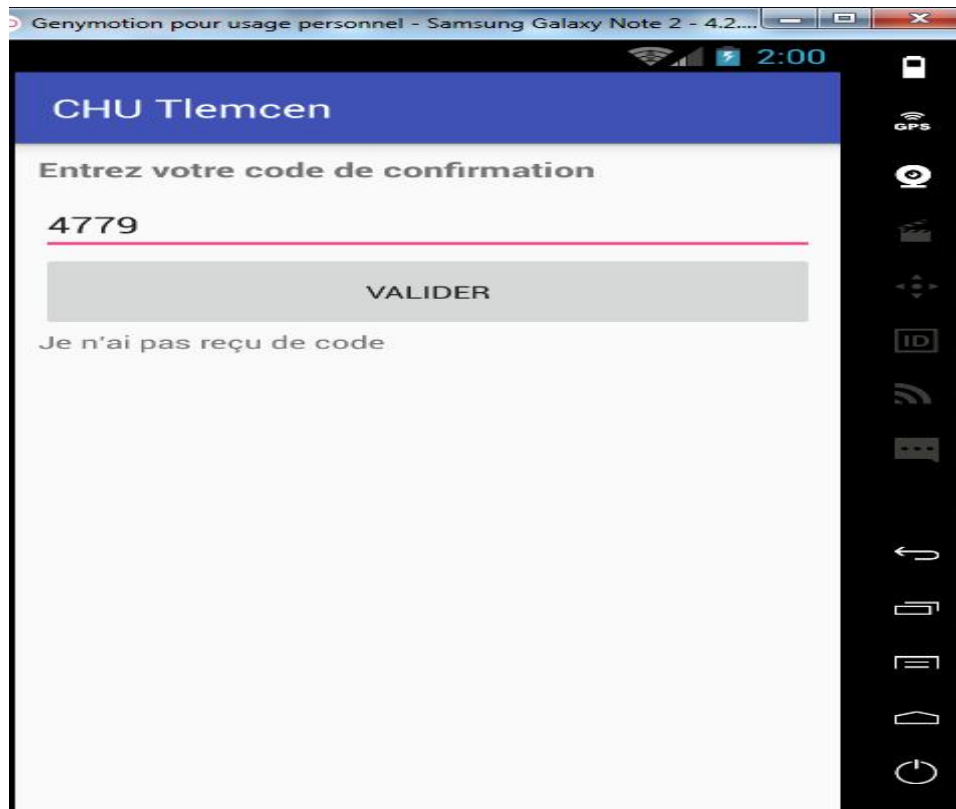 Genymotion pour usage personnel - Samsung Galaxy Note 2 - 4.2....
2:00
CHU Tlemcen
GPS
Entrez votre code de confirmation
4779
VALIDER
Je n'ai pas reçu de code
ID